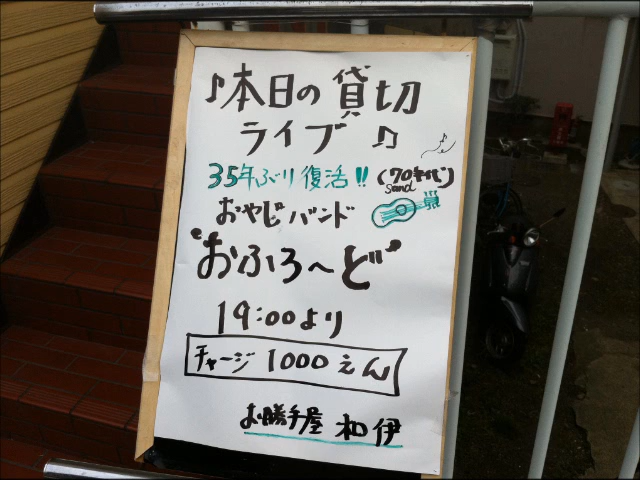 ♪本日の貸切
ライブ♫
35年ぶり復活!! (70年代)
Sand
おやじバンド
"おふろ〜ど"
19:00より
チャージ 1000えん
お勝手屋 和伊